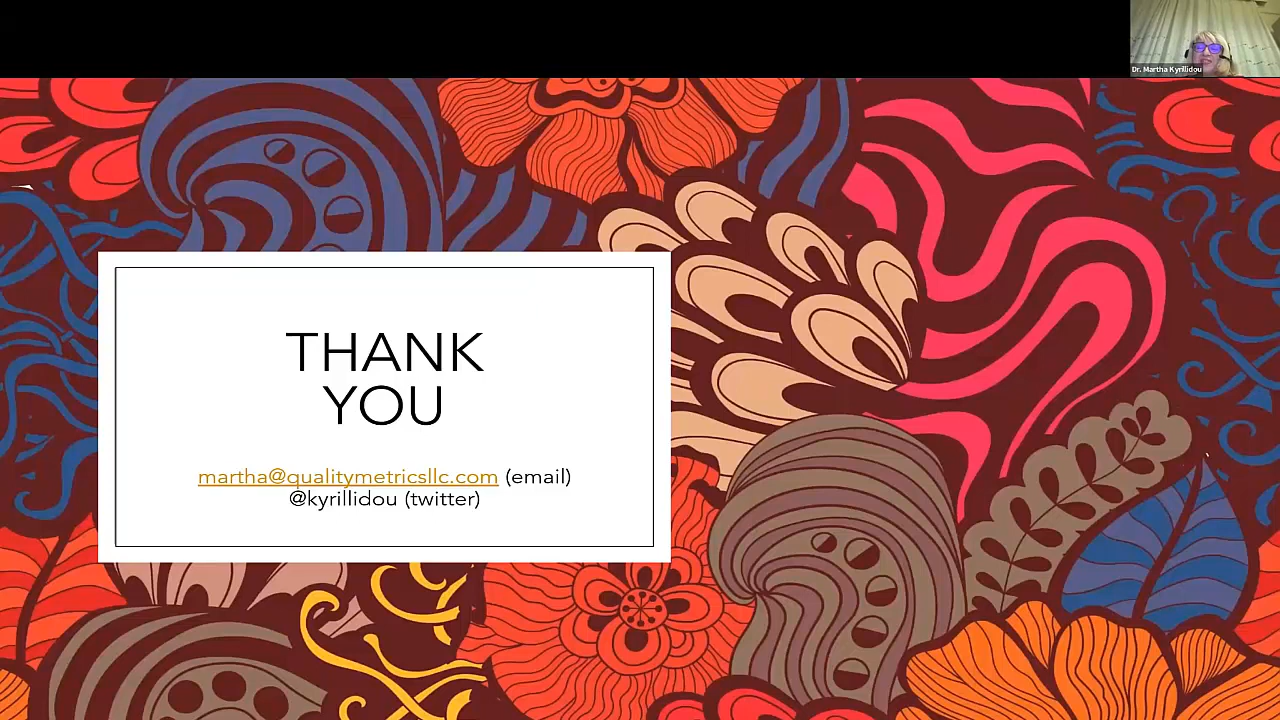 Dr. Martha Kyrillidou
THANK
YOU
martha@qualitymetricsllc.com (email)
@kyrillidou (twitter)